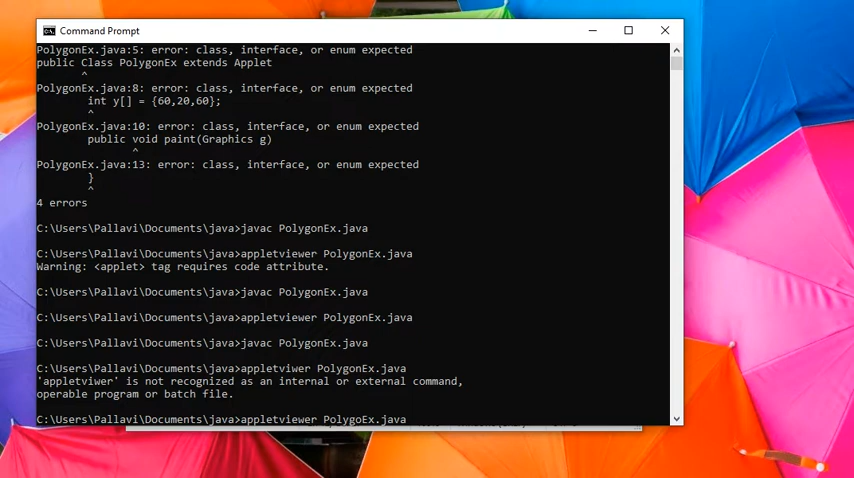 Command Prompt
PolygonEx.java:5: error: class, interface, or enum expected
public Class PolygonEx extends Applet
^
PolygonEx.java:8: error: class, interface, or enum expected
int y[] = {60,20,60};
^
PolygonEx.java:10: error: class, interface, or enum expected
public void paint(Graphics g)
^
PolygonEx.java:13: error: class, interface, or enum expected
}
^
4 errors
C:\Users\Pallavi\Documents\java>javac PolygonEx.java
C:\Users\Pallavi\Documents\java>appletviewer PolygonEx.java
Warning: <applet> tag requires code attribute.
C:\Users\Pallavi\Documents\java>javac PolygonEx.java
C:\Users\Pallavi\Documents\java>appletviewer PolygonEx.java
C:\Users\Pallavi\Documents\java>javac PolygonEx.java
C:\Users\Pallavi\Documents\java>appletviwer PolygonEx.java
'appletviwer' is not recognized as an internal or external command,
operable program or batch file.
C:\Users\Pallavi\Documents\java>appletviewer PolygoEx.java